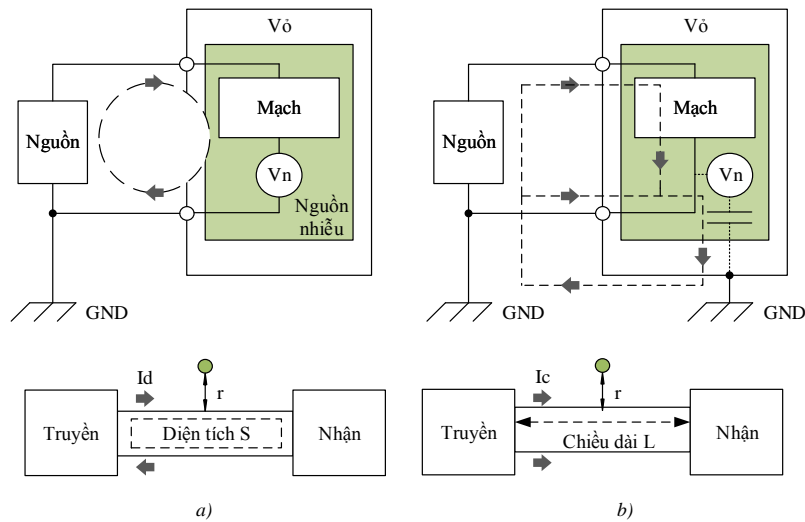 Vỏ
Mạch
Nguồn
Vn
Nguồn
nhiễu
GND
Id
r
Truyền
Diện tích S
Nhận
a)
Vỏ
Mạch
Nguồn
Vn
GND
GND
Ic
r
Truyền
Chiều dài L
Nhận
b)